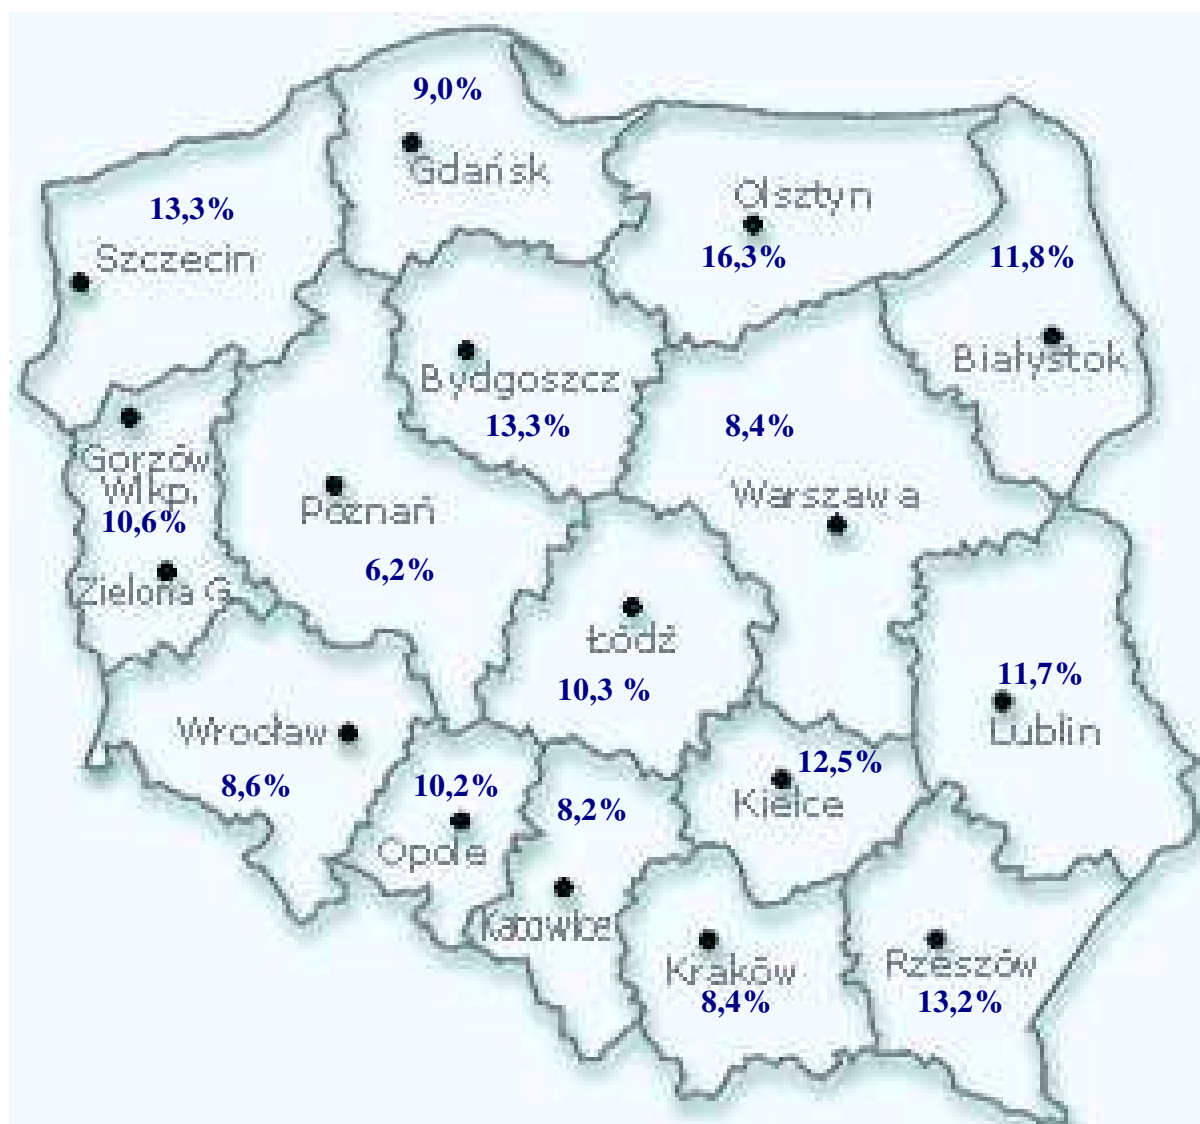 9,0%
Gdańsk
13,3%
Szczecin
Olsztyn
16,3%
11,8%
Białystok
Bydgoszcz
13,3%
8,4%
Warszawa
Gorzów
Wlkp.
10,6%
Zielona G
Poznań
6,2%
Łódź
10,3 %
11,7%
Lublin
Wrocław
8,6%
10,2%
Opole
8,2%
Katowice
12,5%
Kielce
Kraków
8,4%
Rzeszów
13,2%